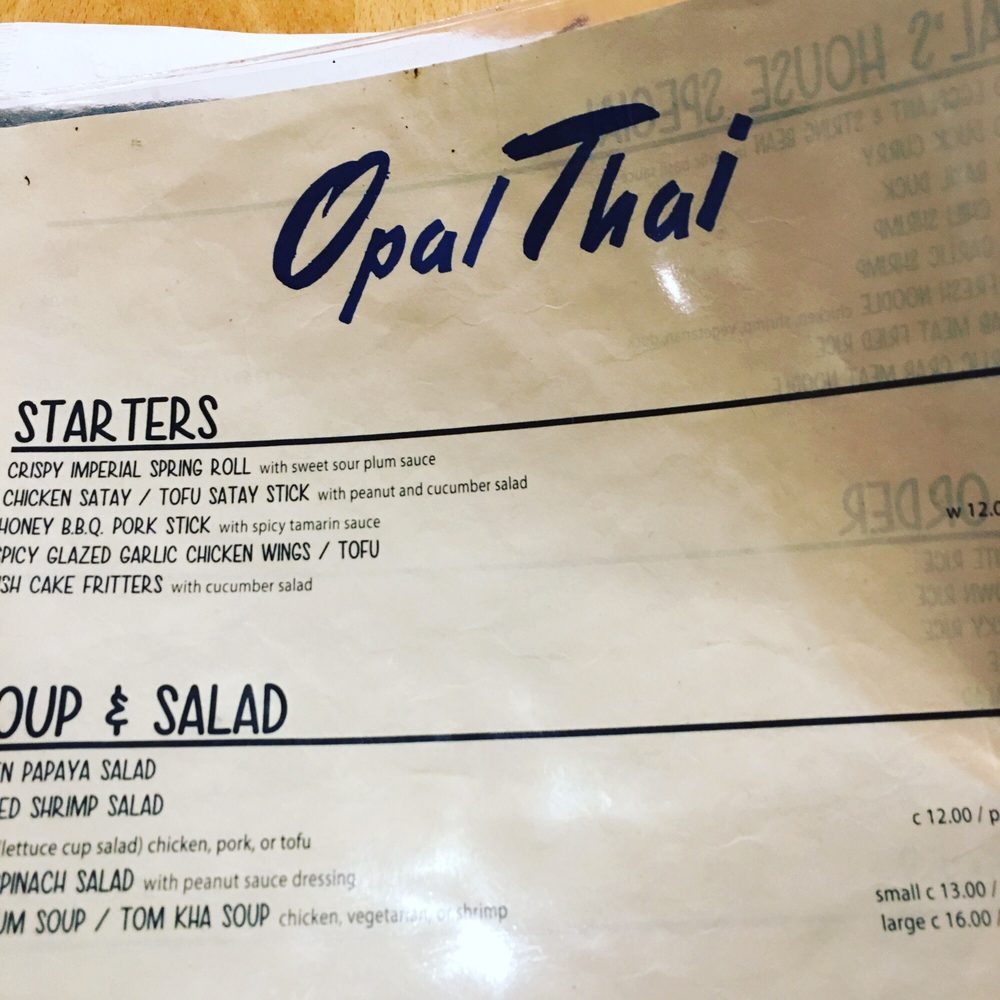 Opal Thai
STARTERS
CRISPY IMPERIAL SPRING ROLL with sweet sour plum sauce
CHICKEN SATAY / TOFU SATAY STICK with peanut and cucumber salad
HONEY B.B.Q. PORK STICK with spicy tamarin sauce
w 12.0
SPICY GLAZED GARLIC CHICKEN WINGS / TOFU
ISH CAKE FRITTERS with cucumber salad
OUP & SALAD
EN PAPAYA SALAD
ED SHRIMP SALAD
(lettuce cup salad) chicken, pork, or tofu
c 12.00 / p
SPINACH SALAD with peanut sauce dressing
UM SOUP / TOM KHA SOUP chicken, vegetarian, or shrimp
small c 13.00 /
large c 16.00 /